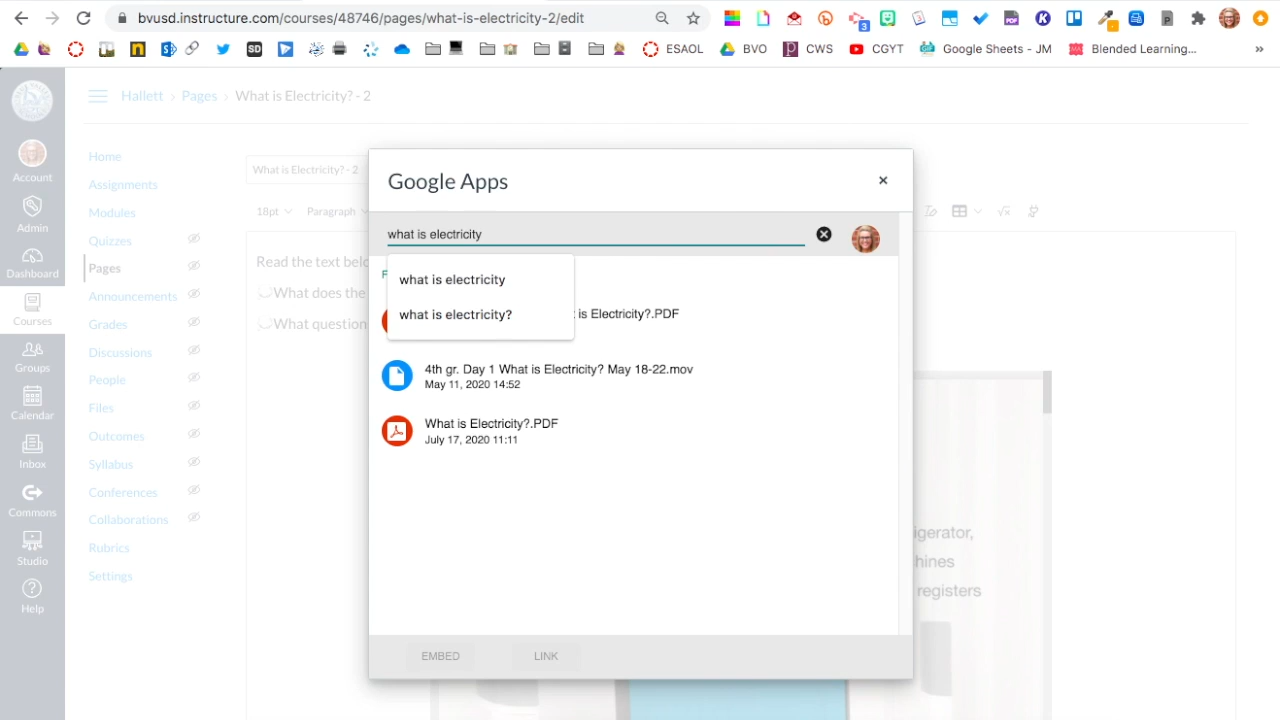 bvusd.instructure.com/courses/48746/pages/what-is-electricity-2/edit
3
PDF
K
P
SD
ESAOL
BVO
CWS
CGYT
Google Sheets - JM
Blended Learning...
»
Hallett > Pages > What is Electricity? - 2
Account
Admin
Dashboard
Courses
Groups
Calendar
Inbox
Commons
Studio
Help
Home
Assignments
Modules
Quizzes
Pages
Announcements
Grades
Discussions
People
Files
Outcomes
Syllabus
Conferences
Collaborations
Rubrics
Settings
What is Electricity? - 2
18pt
Paragraph
Read the text belo
What does the
What question
Google Apps
what is electricity
what is electricity
what is electricity?
is Electricity?.PDF
4th gr. Day 1 What is Electricity? May 18-22.mov
May 11, 2020 14:52
What is Electricity?.PDF
July 17, 2020 11:11
EMBED
LINK
igerator,
hines
registers